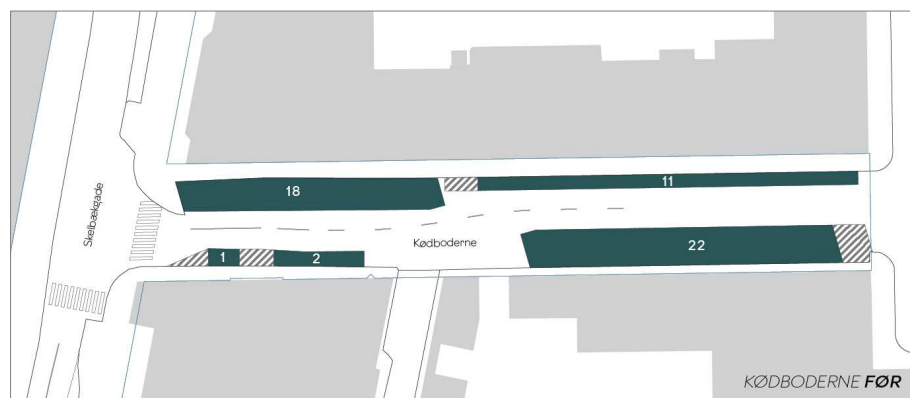 18
11
Skelbækgade
Kødboderne
22
1
2
KØDBODERNE FØR